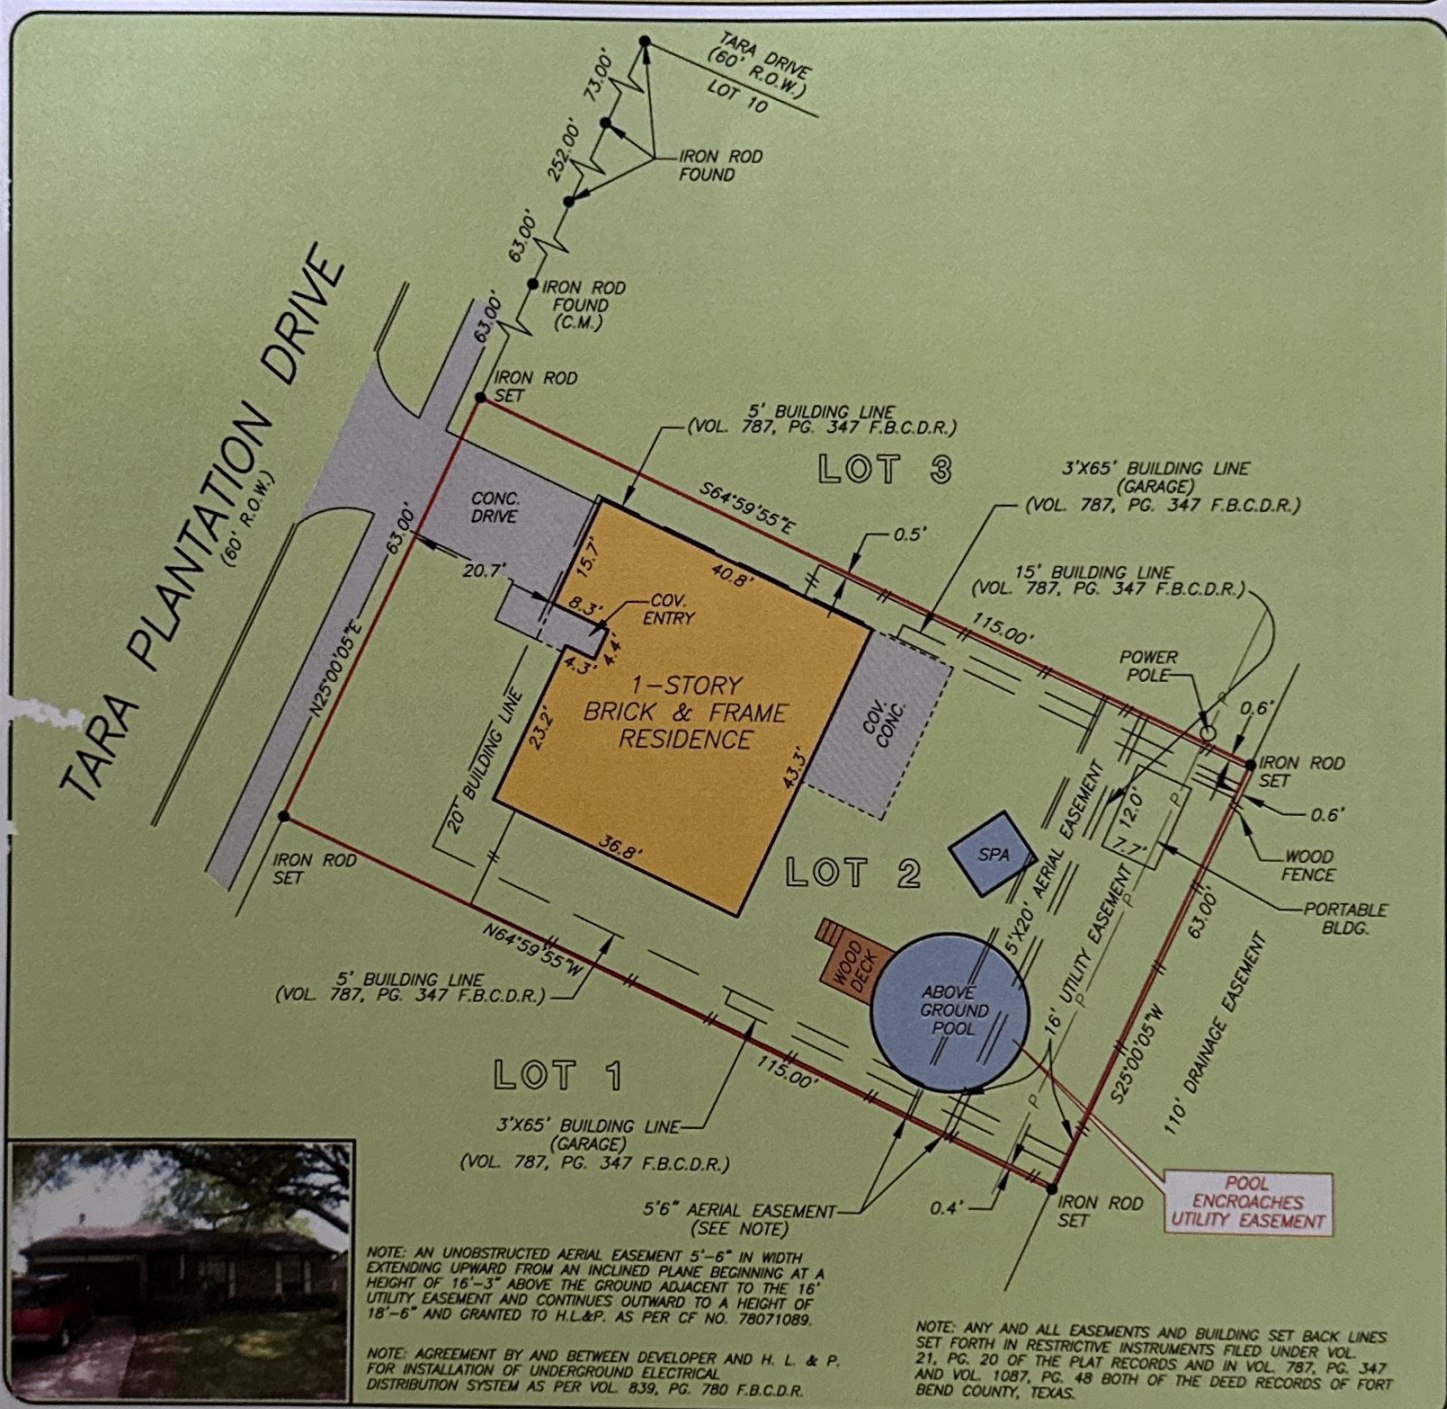 TARA DRIVE
(60' R.O.W.)
LOT 10
73.00'
252.00'
IRON ROD
FOUND
63.00'
IRON ROD
FOUND
(C.M.)
63.00'
TARA PLANTATION DRIVE
(60' R.O.W.)
IRON ROD
SET
5' BUILDING LINE
(VOL. 787, PG. 347 F.B.C.D.R.)
LOT 3
3'X65' BUILDING LINE
(GARAGE)
(VOL. 787, PG. 347 F.B.C.D.R.)
S64°59'55"E
CONC.
DRIVE
63.00'
0.5'
15' BUILDING LINE
(VOL. 787, PG. 347 F.B.C.D.R.)
20.7'
15.7'
40.8'
8.3'
COV.
ENTRY
4.4'
4.3'
115.00'
POWER
POLE
N25°00'05"E
1-STORY
BRICK & FRAME
RESIDENCE
COV.
CONC.
0.6'
IRON ROD
SET
20' BUILDING LINE
23.2'
43.3'
36.8'
12.0'
7.7'
0.6'
IRON ROD
SET
SPA
LOT 2
5'X20' AERIAL EASEMENT
WOOD
FENCE
PORTABLE
BLDG.
63.00'
N64°59'55"W
5' BUILDING LINE
(VOL. 787, PG. 347 F.B.C.D.R.)
WOOD
DECK
ABOVE
GROUND
POOL
16' UTILITY EASEMENT
P
P
P
P
P
S25°00'05"W
110' DRAINAGE EASEMENT
LOT 1
115.00'
3'X65' BUILDING LINE
(GARAGE)
(VOL. 787, PG. 347 F.B.C.D.R.)
5'6" AERIAL EASEMENT
(SEE NOTE)
0.4'
IRON ROD
SET
POOL
ENCROACHES
UTILITY EASEMENT
NOTE: AN UNOBSTRUCTED AERIAL EASEMENT 5'-6" IN WIDTH
EXTENDING UPWARD FROM AN INCLINED PLANE BEGINNING AT A
HEIGHT OF 16'-3" ABOVE THE GROUND ADJACENT TO THE 16'
UTILITY EASEMENT AND CONTINUES OUTWARD TO A HEIGHT OF
18'-6" AND GRANTED TO H.L.&P. AS PER CF NO. 78071089.
NOTE: AGREEMENT BY AND BETWEEN DEVELOPER AND H. L. & P.
FOR INSTALLATION OF UNDERGROUND ELECTRICAL
DISTRIBUTION SYSTEM AS PER VOL. 839, PG. 780 F.B.C.D.R.
NOTE: ANY AND ALL EASEMENTS AND BUILDING SET BACK LINES
SET FORTH IN RESTRICTIVE INSTRUMENTS FILED UNDER VOL.
21, PG. 20 OF THE PLAT RECORDS AND IN VOL. 787, PG. 347
AND VOL. 1087, PG. 48 BOTH OF THE DEED RECORDS OF FORT
BEND COUNTY, TEXAS.